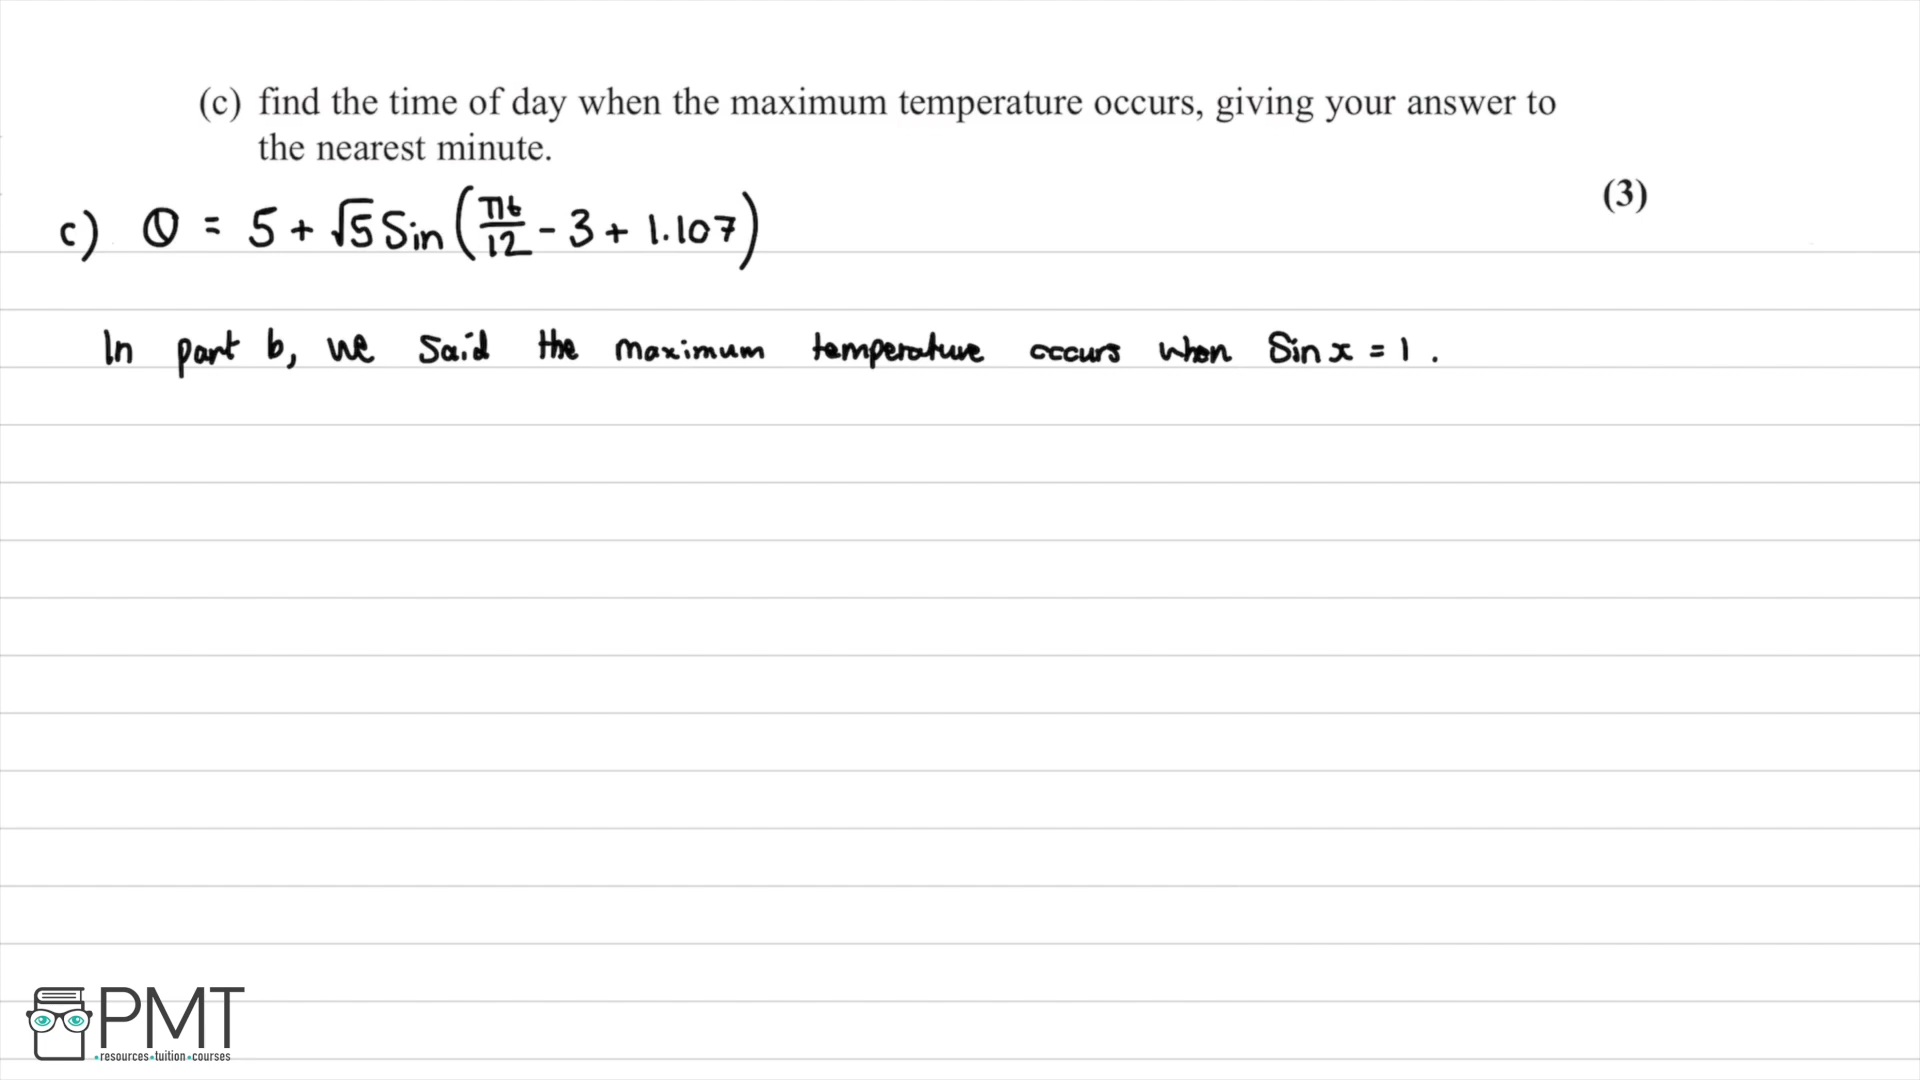 (c) find the time of day when the maximum temperature occurs, giving your answer to
the nearest minute.
(3)
c) θ = 5 + √5 Sin (πt/12 - 3 + 1.107)
In part b, we said the maximum temperature occurs when Sin x = 1 .
PMT
resources•tuition•courses